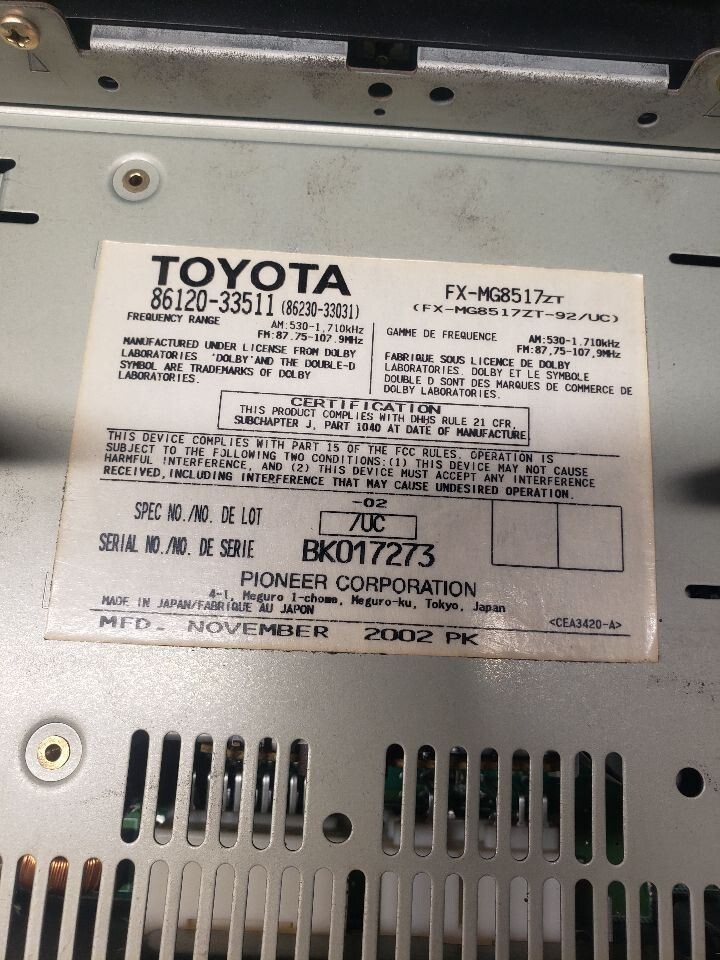 TOYOTA
86120-33511 (86230-33031)
FREQUENCY RANGE
AM:530-1,710kHz
FM:87.75-107.9MHz
MANUFACTURED UNDER LICENSE FROM DOLBY
LABORATORIES 'DOLBY' AND THE DOUBLE-D
SYMBOL ARE TRADEMARKS OF DOLBY
LABORATORIES.
FX-MG8517ZT
(FX-MG8517ZT-92/UC)
GAMME DE FREQUENCE
AM:530-1,710kHz
FM:87,75-107,9MHz
FABRIQUE SOUS LICENCE DE DOLBY
LABORATORIES. DOLBY ET LE SYMBOLE
DOUBLE D SONT DES MARQUES DE COMMERCE DE
DOLBY LABORATORIES.
CERTIFICATION
THIS PRODUCT COMPLIES WITH DHHS RULE 21 CFR,
SUBCHAPTER J, PART 1040 AT DATE OF MANUFACTURE
THIS DEVICE COMPLIES WITH PART 15 OF THE FCC RULES. OPERATION IS
SUBJECT TO THE FOLLOWING TWO CONDITIONS:(1) THIS DEVICE MAY NOT CAUSE
HARMFUL INTERFERENCE, AND (2) THIS DEVICE MUST ACCEPT ANY INTERFERENCE
RECEIVED, INCLUDING INTERFERENCE THAT MAY CAUSE UNDESIRED OPERATION.
-02
SPEC NO./NO. DE LOT /UC
SERIAL NO./NO. DE SERIE BK017273
PIONEER CORPORATION
4-1, Meguro 1-chome, Meguro-ku, Tokyo, Japan
MADE IN JAPAN/FABRIQUE AU JAPON
<CEA3420-A>
MFD. NOVEMBER 2002 PK